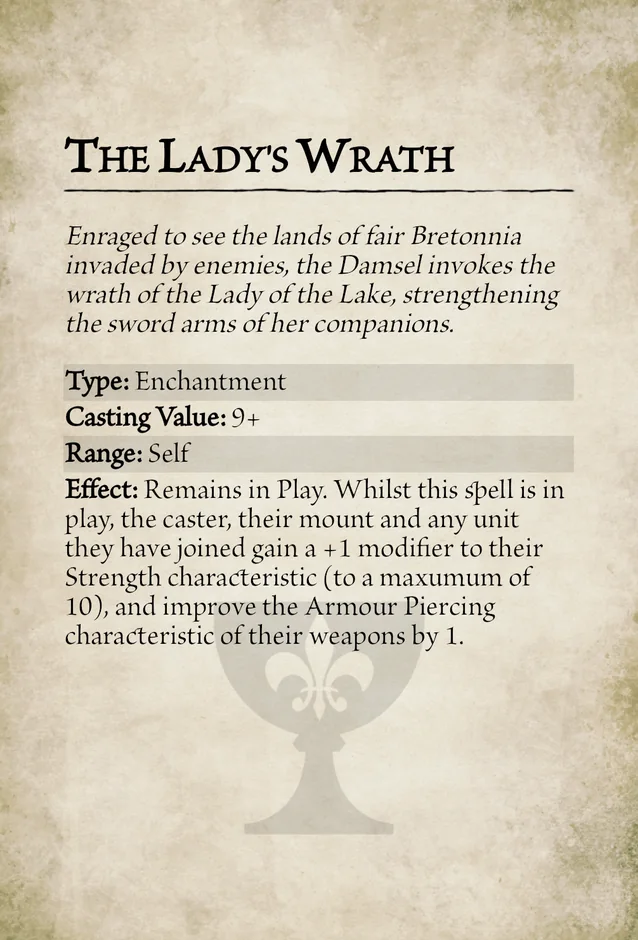 The Lady's Wrath
Enraged to see the lands of fair Bretonnia
invaded by enemies, the Damsel invokes the
wrath of the Lady of the Lake, strengthening
the sword arms of her companions.
Type: Enchantment
Casting Value: 9+
Range: Self
Effect: Remains in Play. Whilst this spell is in
play, the caster, their mount and any unit
they have joined gain a +1 modifier to their
Strength characteristic (to a maxumum of
10), and improve the Armour Piercing
characteristic of their weapons by 1.